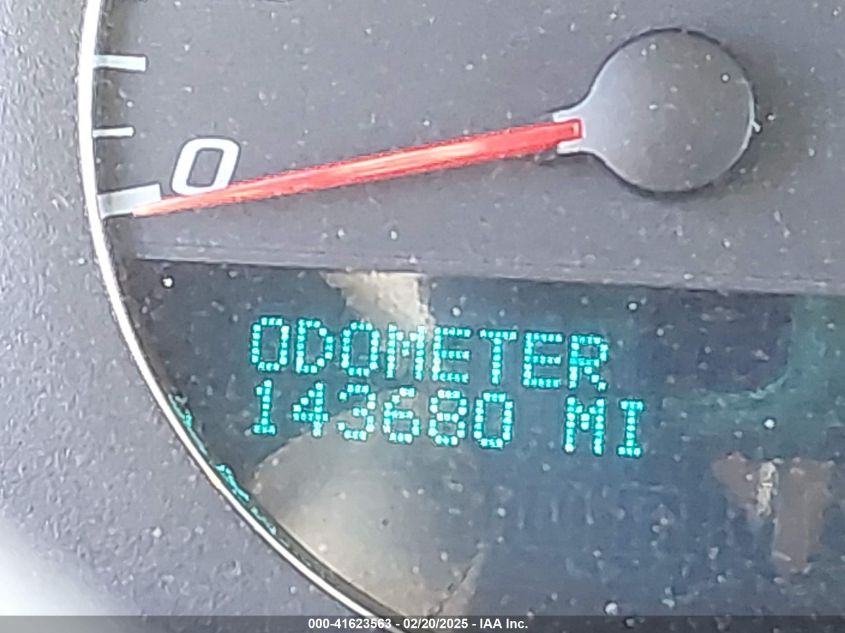 0
ODOMETER
143680 MI
000-41623563 - 02/20/2025 - IAA Inc.